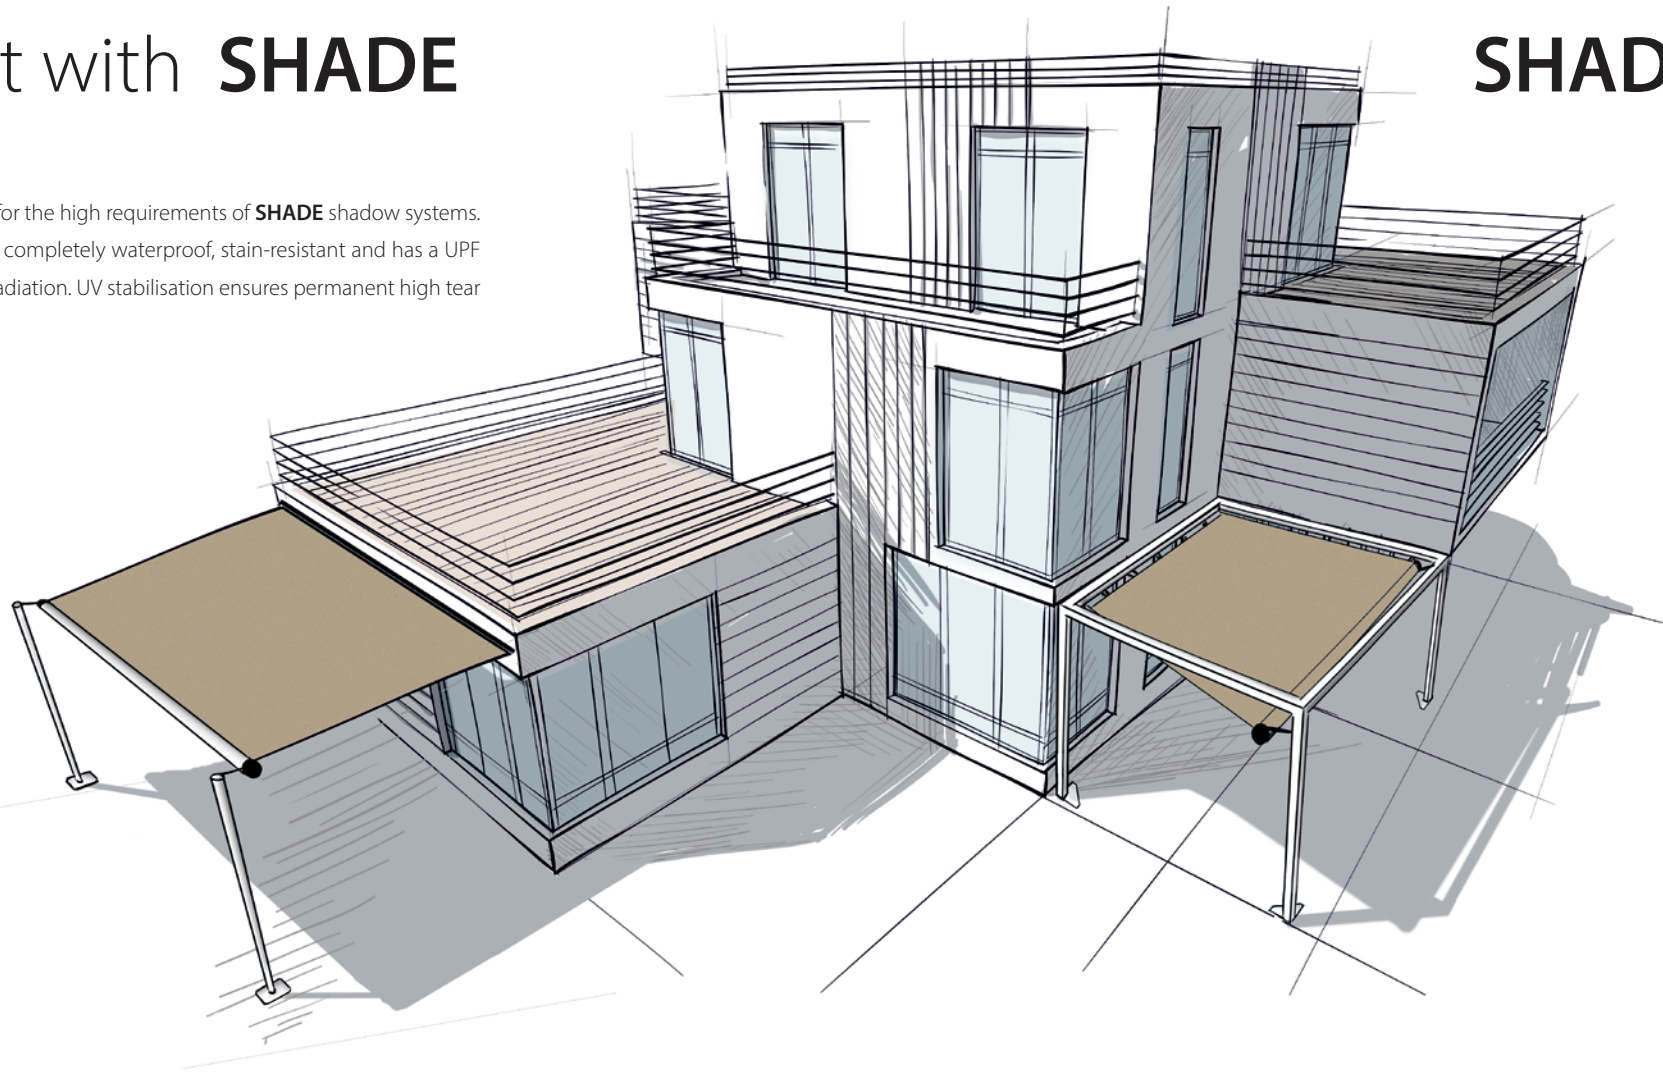 t with SHADE
SHAD
for the high requirements of SHADE shadow systems.
completely waterproof, stain-resistant and has a UPF
adiation. UV stabilisation ensures permanent high tear